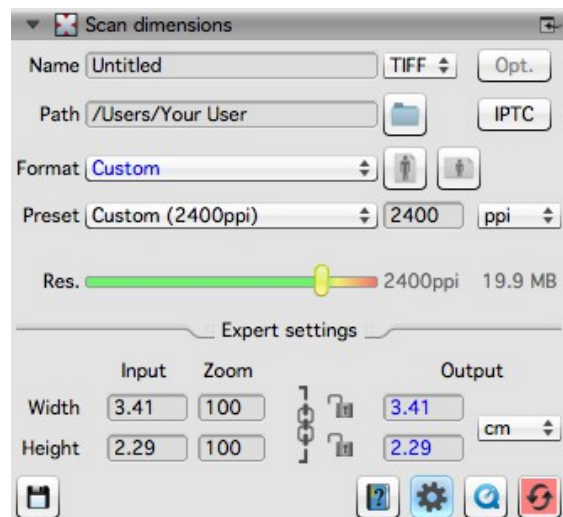 Scan dimensions
Name Untitled TIFF Opt.
Path /Users/Your User IPTC
Format Custom
Preset Custom (2400ppi) 2400 ppi
Res. 2400ppi 19.9 MB
Expert settings
Input Zoom Output
Width 3.41 100 3.41
cm
Height 2.29 100 2.29
?